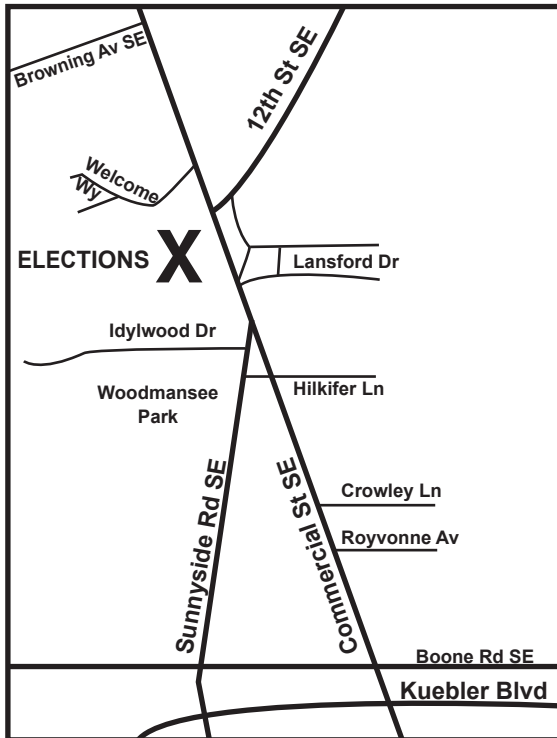 Browning Av SE
12th St SE
Welcome
Wy
ELECTIONS X
Lansford Dr
Idylwood Dr
Woodmansee
Park
Hilkifer Ln
Sunnyside Rd SE
Commercial St SE
Crowley Ln
Royvonne Av
Boone Rd SE
Kuebler Blvd